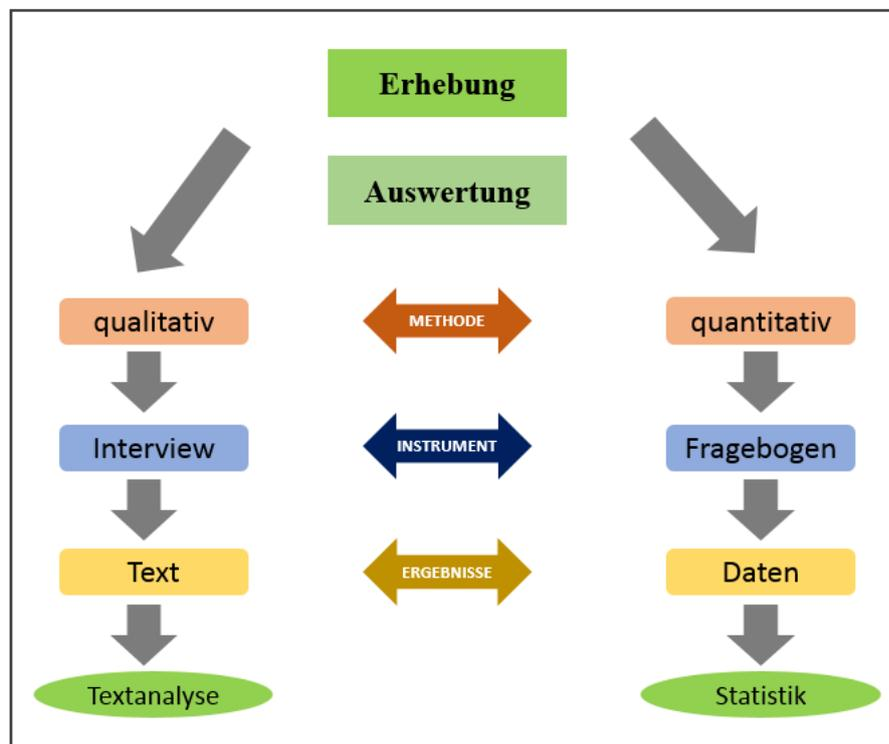 Erhebung
Auswertung
qualitativ
METHODE
quantitativ
Interview
INSTRUMENT
Fragebogen
Text
ERGEBNISSE
Daten
Textanalyse
Statistik